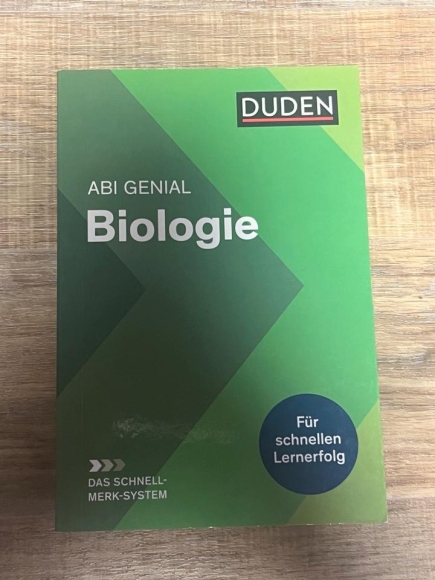 DUDEN
ABI GENIAL
Biologie
Für
schnellen
Lernerfolg
DAS SCHNELL-
MERK-SYSTEM